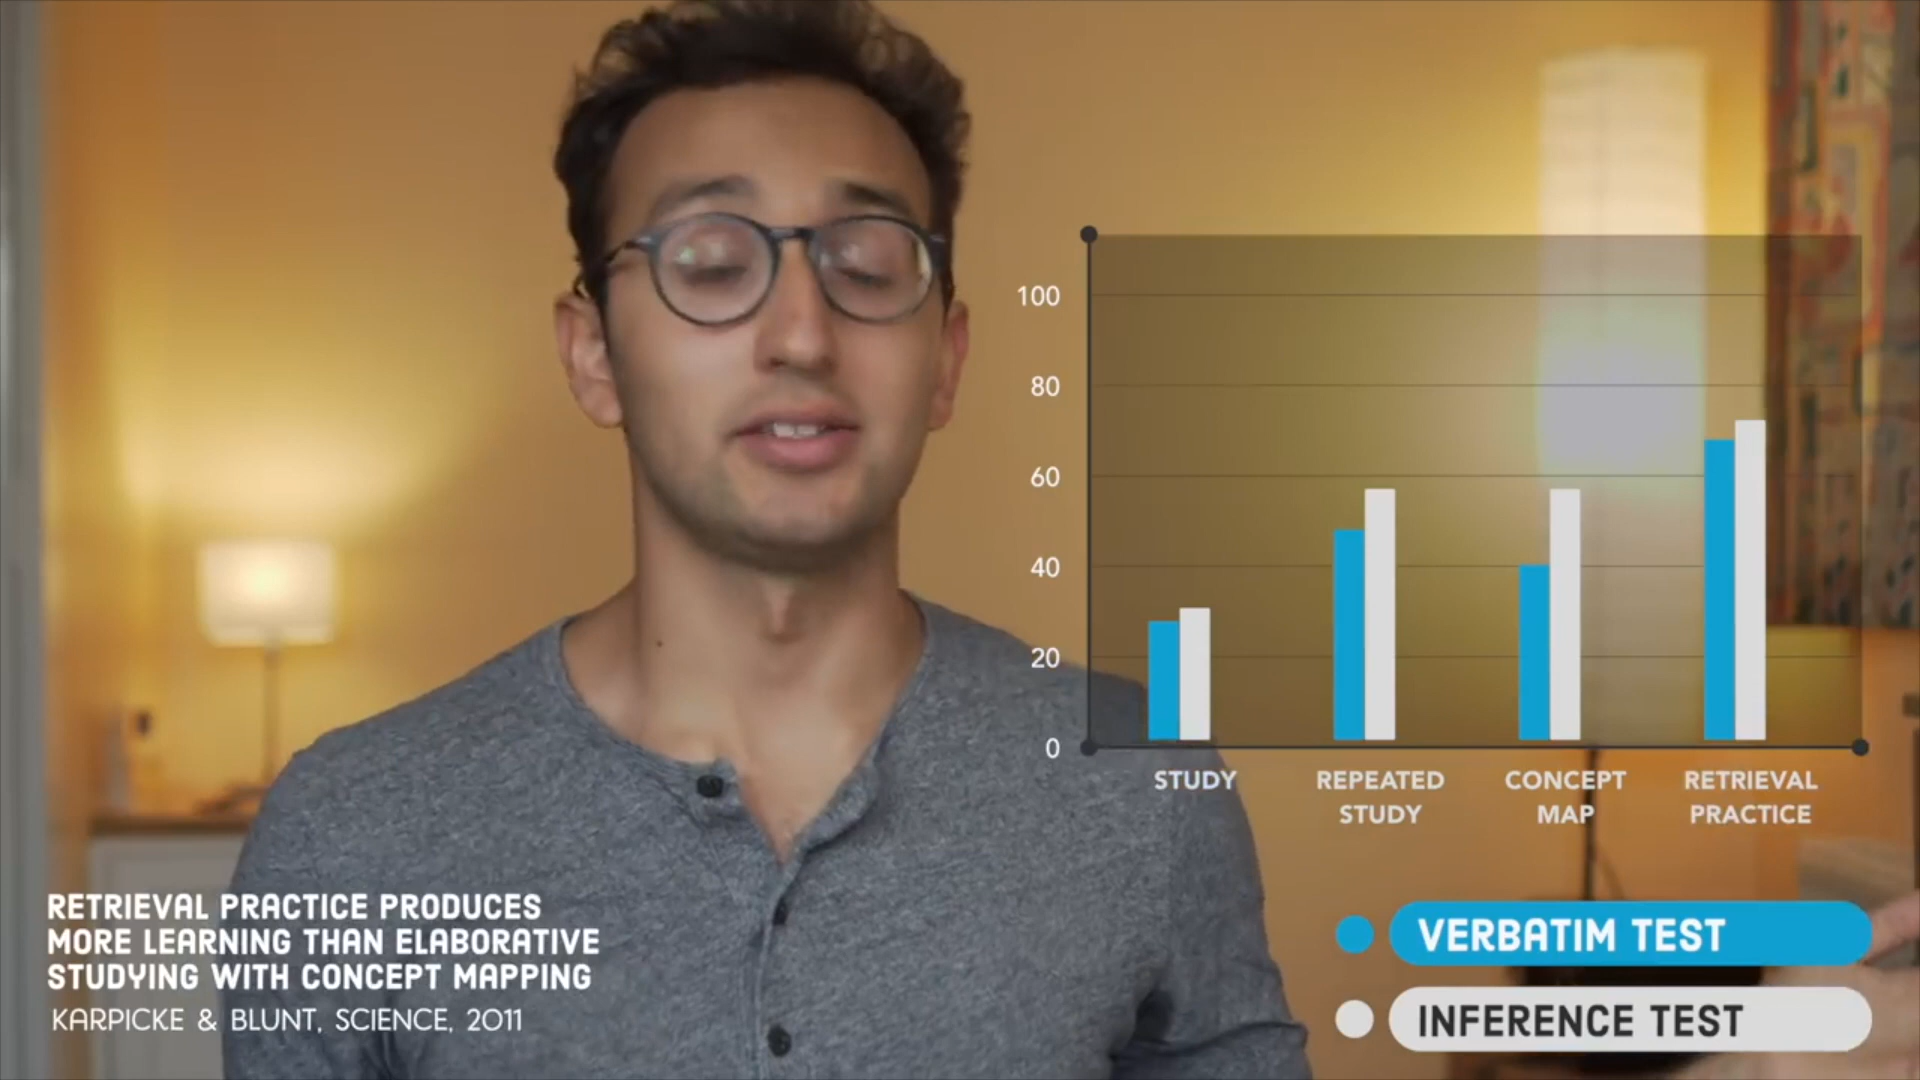 100
80
60
40
20
0
STUDY
REPEATED
STUDY
CONCEPT
MAP
RETRIEVAL
PRACTICE
RETRIEVAL PRACTICE PRODUCES
MORE LEARNING THAN ELABORATIVE
STUDYING WITH CONCEPT MAPPING
KARPICKE & BLUNT, SCIENCE, 2011
VERBATIM TEST
INFERENCE TEST